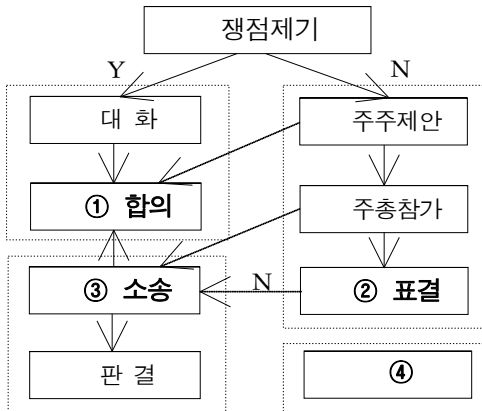 쟁점제기
Y
N
대 화
주주제안
① 합의
주총참가
③ 소송
N
② 표결
판 결
④